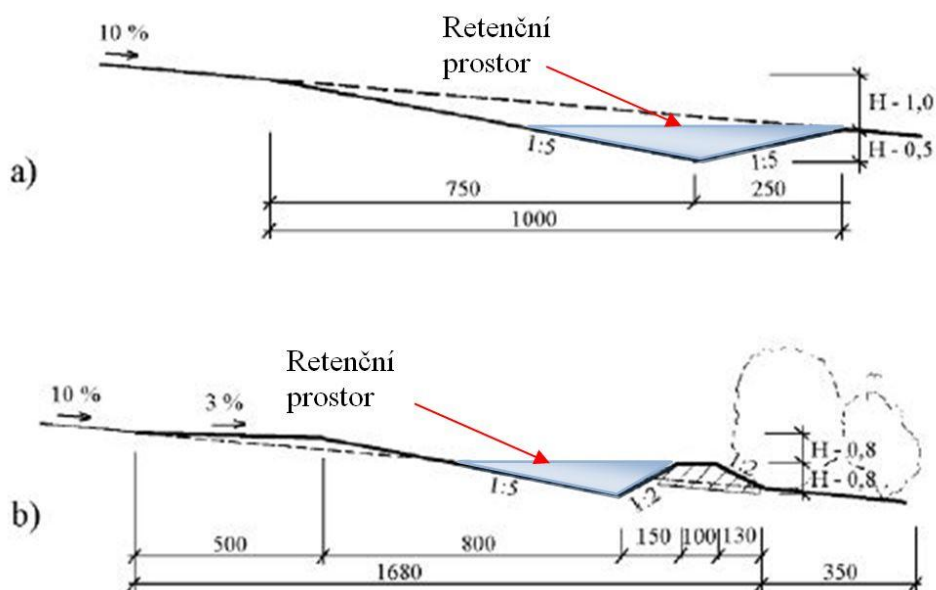 Retenční
prostor
10 %
H - 1,0
H - 0,5
1:5
1:5
a)
750
250
1000
Retenční
prostor
10 %
3 %
H - 0,8
H - 0,8
1:5
1:2
1:2
b)
500
800
150
100
130
1680
350